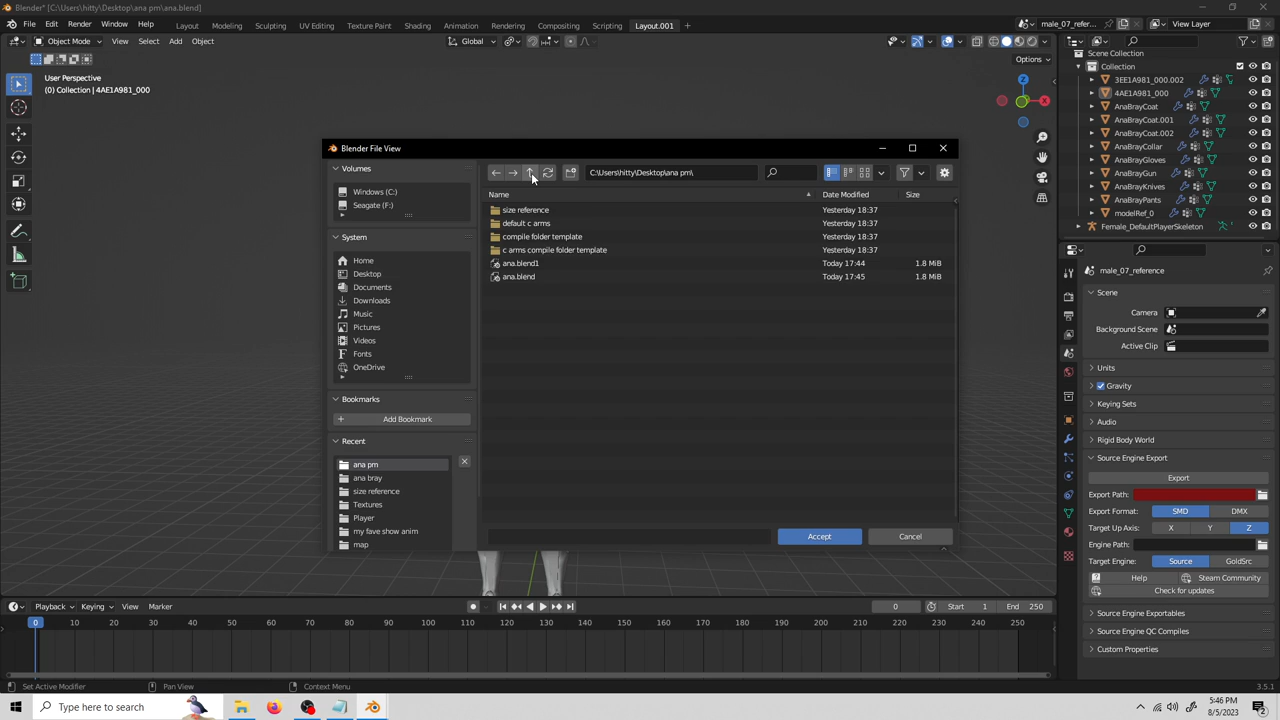 Blender* [C:\Users\hitty\Desktop\ana pm\ana.blend]
File Edit Render Window Help Layout Modeling Sculpting UV Editing Texture Paint Shading Animation Rendering Compositing Scripting Layout.001 + male_07_refer... View Layer
Object Mode View Select Add Object Global Options
User Perspective
(0) Collection | 4AE1A981_000
Z
X
Scene Collection
Collection
3EE1A981_000.002
4AE1A981_000
AnaBrayCoat
AnaBrayCoat.001
AnaBrayCoat.002
AnaBrayCollar
AnaBrayGloves
AnaBrayGun
AnaBrayKnives
AnaBrayPants
modelRef_0
Female_DefaultPlayerSkeleton
Blender File View
Volumes
Windows (C:)
Seagate (F:)
System
Home
Desktop
Documents
Downloads
Music
Pictures
Videos
Fonts
OneDrive
Bookmarks
+ Add Bookmark
Recent
ana pm
ana bray
size reference
Textures
Player
my fave show anim
map
C:\Users\hitty\Desktop\ana pm\
Name Date Modified Size
size reference Yesterday 18:37
default c arms Yesterday 18:37
compile folder template Yesterday 18:37
c arms compile folder template Yesterday 18:37
ana.blend1 Today 17:44 1.8 MiB
ana.blend Today 17:45 1.8 MiB
Accept Cancel
male_07_reference
Scene
Camera
Background Scene
Active Clip
Units
Gravity
Keying Sets
Audio
Rigid Body World
Source Engine Export
Export
Export Path:
Export Format: SMD DMX
Target Up Axis: X Y Z
Engine Path:
Target Engine: Source GoldSrc
Help Steam Community
Check for updates
Source Engine Exportables
Source Engine QC Compiles
Custom Properties
Playback Keying View Marker 0 Start 1 End 250
0 10 20 30 40 50 60 70 80 90 100 110 120 130 140 150 160 170 180 190 200 210 220 230 240 250
Set Active Modifier Pan View Context Menu 3.5.1
Type here to search
5:46 PM
8/5/2023
2